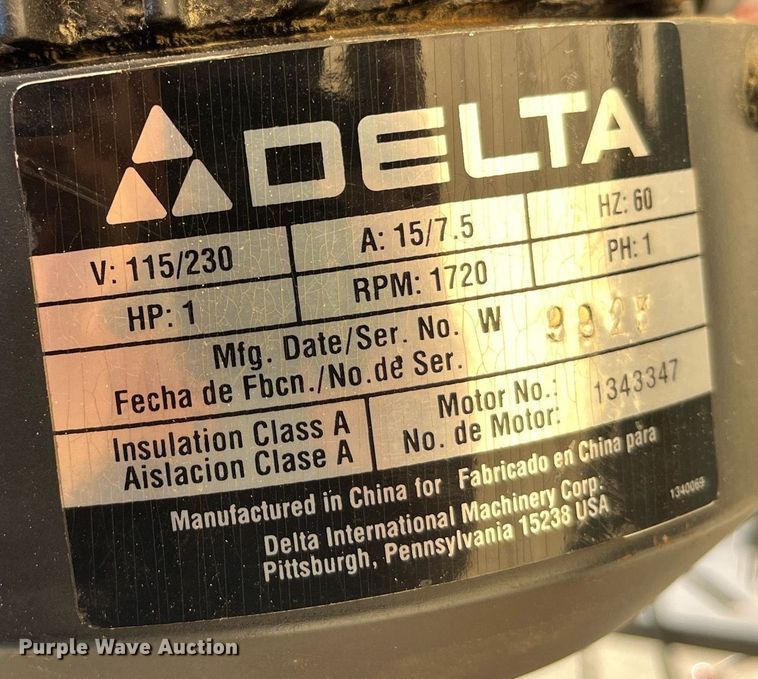 DELTA
V: 115/230
A: 15/7.5
HZ: 60
HP: 1
RPM: 1720
PH: 1
Mfg. Date/Ser. No. W
Fecha de Fbcn./No.de Ser.
Insulation Class A
Aislacion Clase A
Motor No.: 1343347
No. de Motor:
Manufactured in China for Fabricado en China pára
Delta International Machinery Corp.
Pittsburgh, Pennsylvania 15238 USA
1340069
Purple Wave Auction